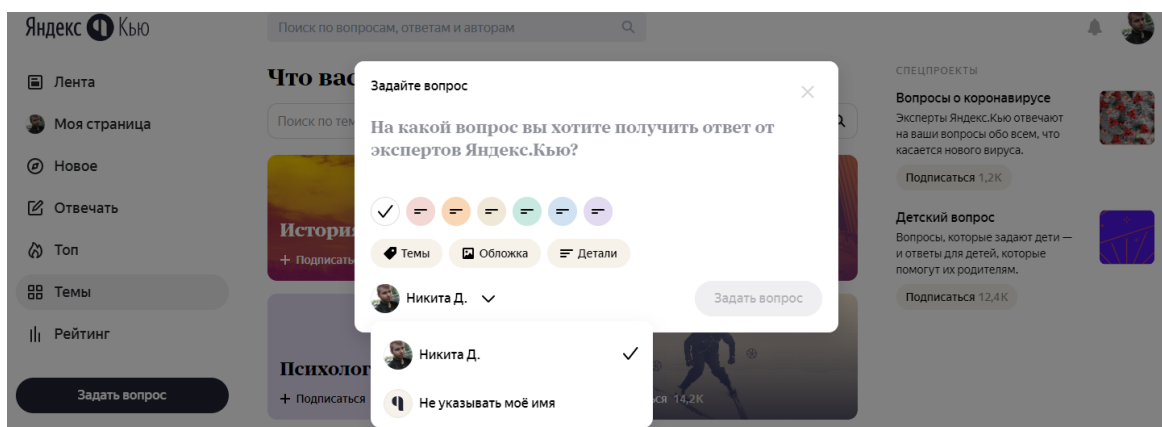 Яндекс Кью
Поиск по вопросам, ответам и авторам
Лента
Моя страница
Новое
Отвечать
Топ
Темы
Рейтинг
Задать вопрос
Что вас
Поиск по тем
История
+ Подписать
Психолог
+ Подписаться
ся 14,2K
Задайте вопрос
На какой вопрос вы хотите получить ответ от
экспертов Яндекс.Кью?
Темы
Обложка
Детали
Никита Д.
Задать вопрос
Никита Д.
Не указывать моё имя
СПЕЦПРОЕКТЫ
Вопросы о коронавирусе
Эксперты Яндекс.Кью отвечают
на ваши вопросы обо всем, что
касается нового вируса.
Подписаться 1,2K
Детский вопрос
Вопросы, которые задают дети —
и ответы для детей, которые
помогут их родителям.
Подписаться 12,4K